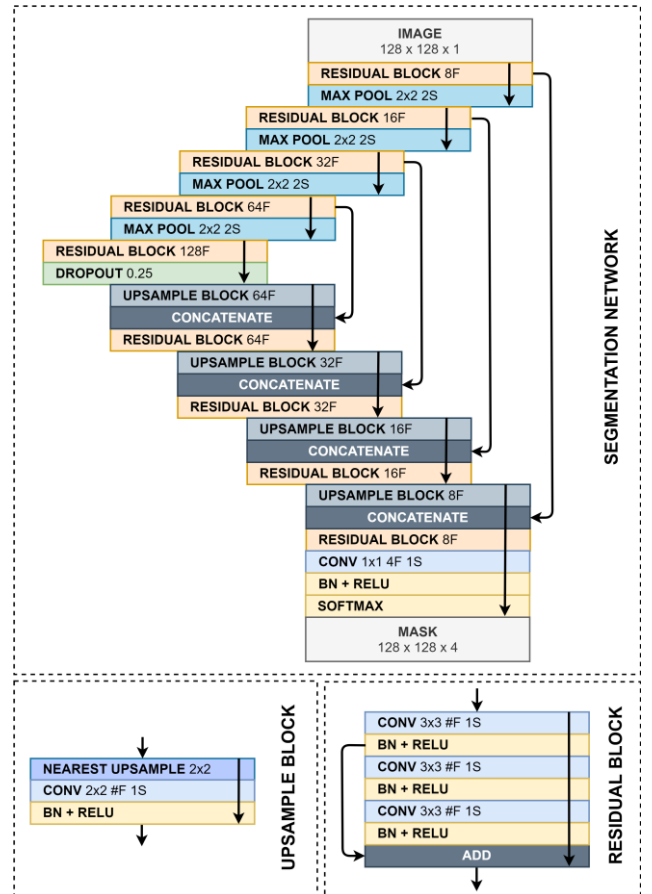 IMAGE
128 x 128 x 1
RESIDUAL BLOCK 8F
MAX POOL 2x2 2S
RESIDUAL BLOCK 16F
MAX POOL 2x2 2S
RESIDUAL BLOCK 32F
MAX POOL 2x2 2S
RESIDUAL BLOCK 64F
MAX POOL 2x2 2S
RESIDUAL BLOCK 128F
DROPOUT 0.25
UPSAMPLE BLOCK 64F
CONCATENATE
RESIDUAL BLOCK 64F
UPSAMPLE BLOCK 32F
CONCATENATE
RESIDUAL BLOCK 32F
UPSAMPLE BLOCK 16F
CONCATENATE
RESIDUAL BLOCK 16F
UPSAMPLE BLOCK 8F
CONCATENATE
RESIDUAL BLOCK 8F
CONV 1x1 4F 1S
BN + RELU
SOFTMAX
MASK
128 x 128 x 4
SEGMENTATION NETWORK
NEAREST UPSAMPLE 2x2
CONV 2x2 #F 1S
BN + RELU
UPSAMPLE BLOCK
CONV 3x3 #F 1S
BN + RELU
CONV 3x3 #F 1S
BN + RELU
CONV 3x3 #F 1S
BN + RELU
ADD
RESIDUAL BLOCK